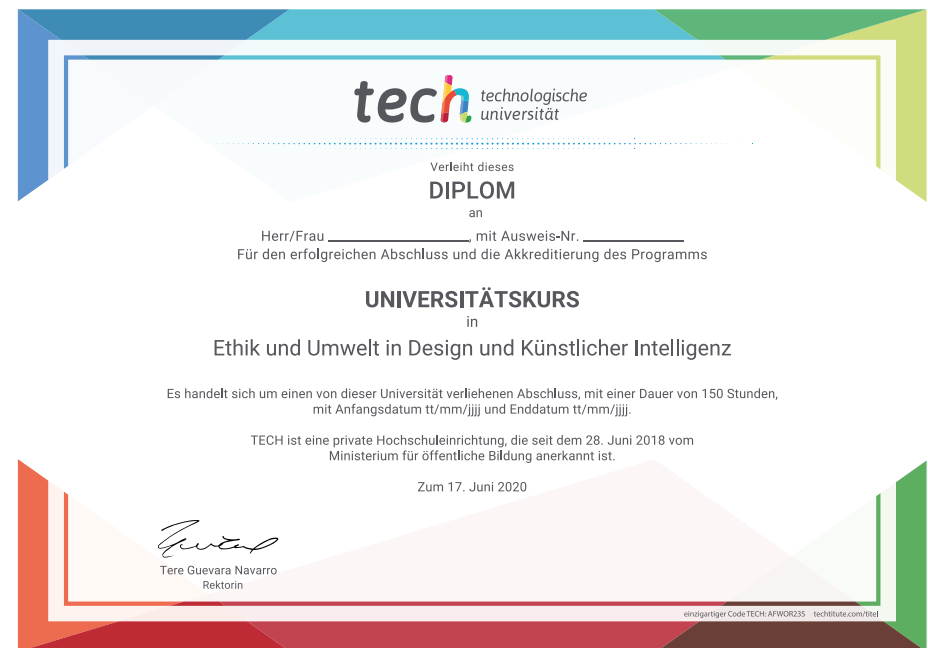 tech technologische
universität
Verleiht dieses
DIPLOM
an
Herr/Frau ____________, mit Ausweis-Nr. ____________
Für den erfolgreichen Abschluss und die Akkreditierung des Programms
UNIVERSITÄTSKURS
in
Ethik und Umwelt in Design und Künstlicher Intelligenz
Es handelt sich um einen von dieser Universität verliehenen Abschluss, mit einer Dauer von 150 Stunden,
mit Anfangsdatum tt/mm/jjjj und Enddatum tt/mm/jjjj.
TECH ist eine private Hochschuleinrichtung, die seit dem 28. Juni 2018 vom
Ministerium für öffentliche Bildung anerkannt ist.
Zum 17. Juni 2020
Tere Guevara Navarro
Rektorin
einzigartiger Code TECH: AFWOR235 techtitute.com/titel